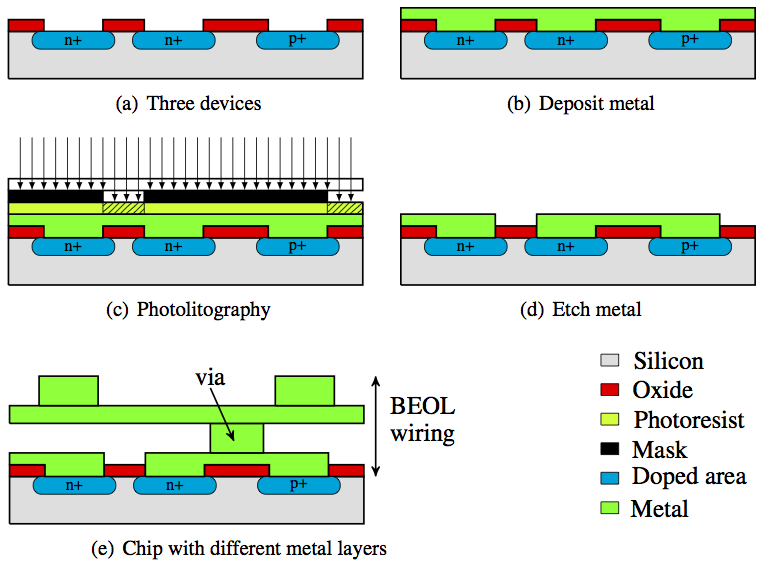 n+ n+ p+
(a) Three devices
n+ n+ p+
(b) Deposit metal
n+ n+ p+
(c) Photolitography
n+ n+ p+
(d) Etch metal
via
BEOL
wiring
n+ n+ p+
(e) Chip with different metal layers
Silicon
Oxide
Photoresist
Mask
Doped area
Metal